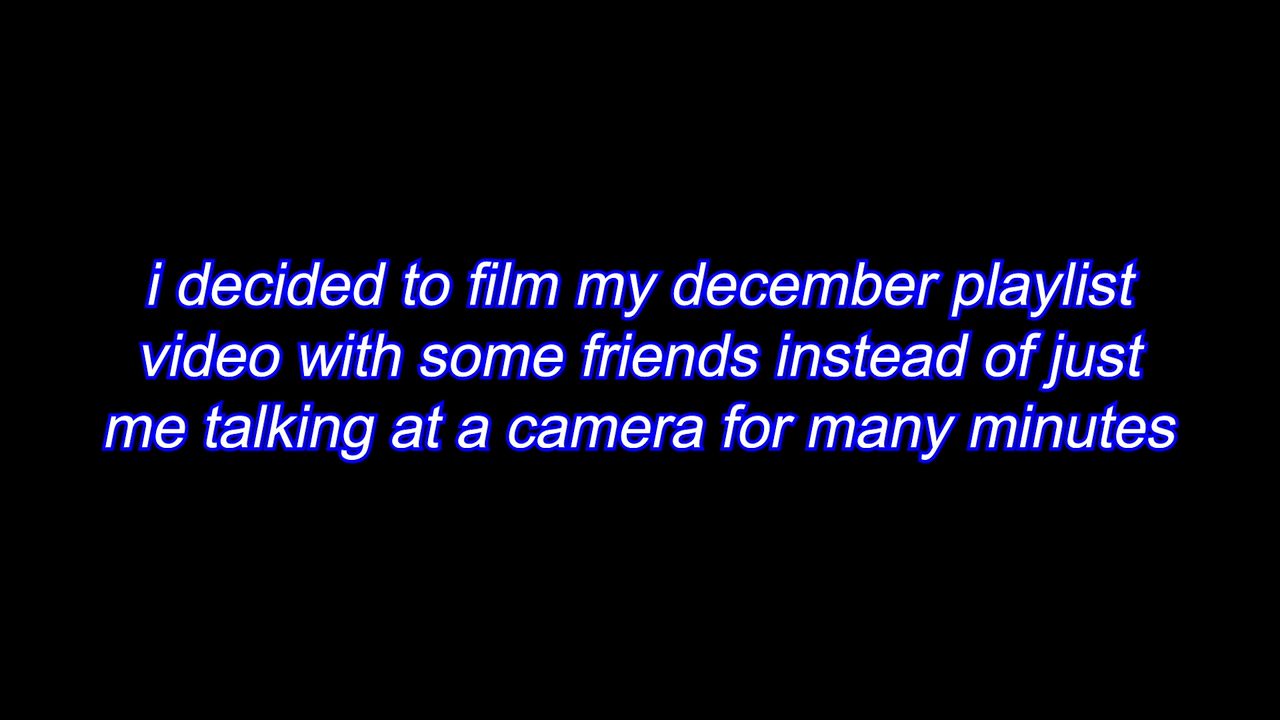 i decided to film my december playlist
video with some friends instead of just
me talking at a camera for many minutes